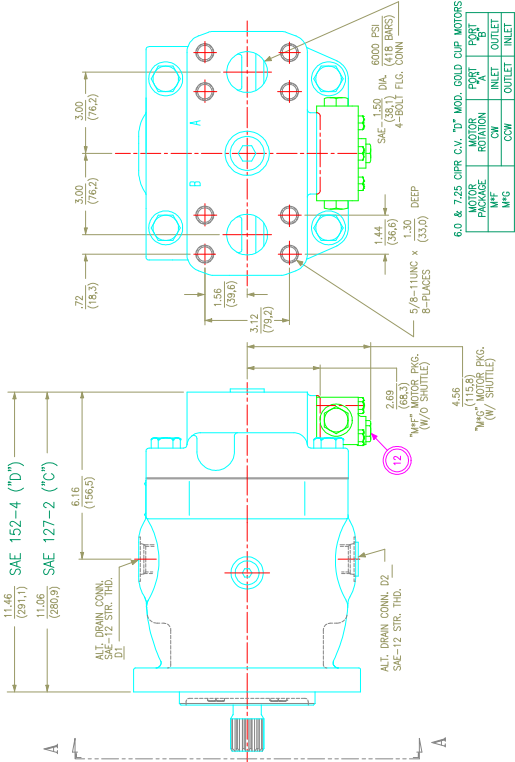 11.46
(291,1)
SAE 152-4 ("D")
11.06
(280,9)
SAE 127-2 ("C")
6.16
(156,5)
ALT. DRAIN CONN.
SAE-12 STR. THD.
D1
ALT. DRAIN CONN. D2
SAE-12 STR. THD.
A
A
12
2.69
(68,3)
"M*F" MOTOR PKG.
(W/O SHUTTLE)
4.56
(115,8)
"M*G" MOTOR PKG.
(W/ SHUTTLE)
.72
(18,3)
3.00
(76,2)
3.00
(76,2)
B
A
1.56
(39,6)
3.12
(79,2)
1.44
(36,6)
5/8-11UNC x 1.30 DEEP
(33,0)
8-PLACES
SAE-1.50 DIA. 6000 PSI
(38,1) (418 BARS)
4-BOLT FLG. CONN
6.0 & 7.25 CIPR C.V. "D" MOD. GOLD CUP MOTORS
MOTOR PACKAGE
MOTOR ROTATION
PORT "A"
PORT "B"
M*F
CW
INLET
OUTLET
M*G
CCW
OUTLET
INLET